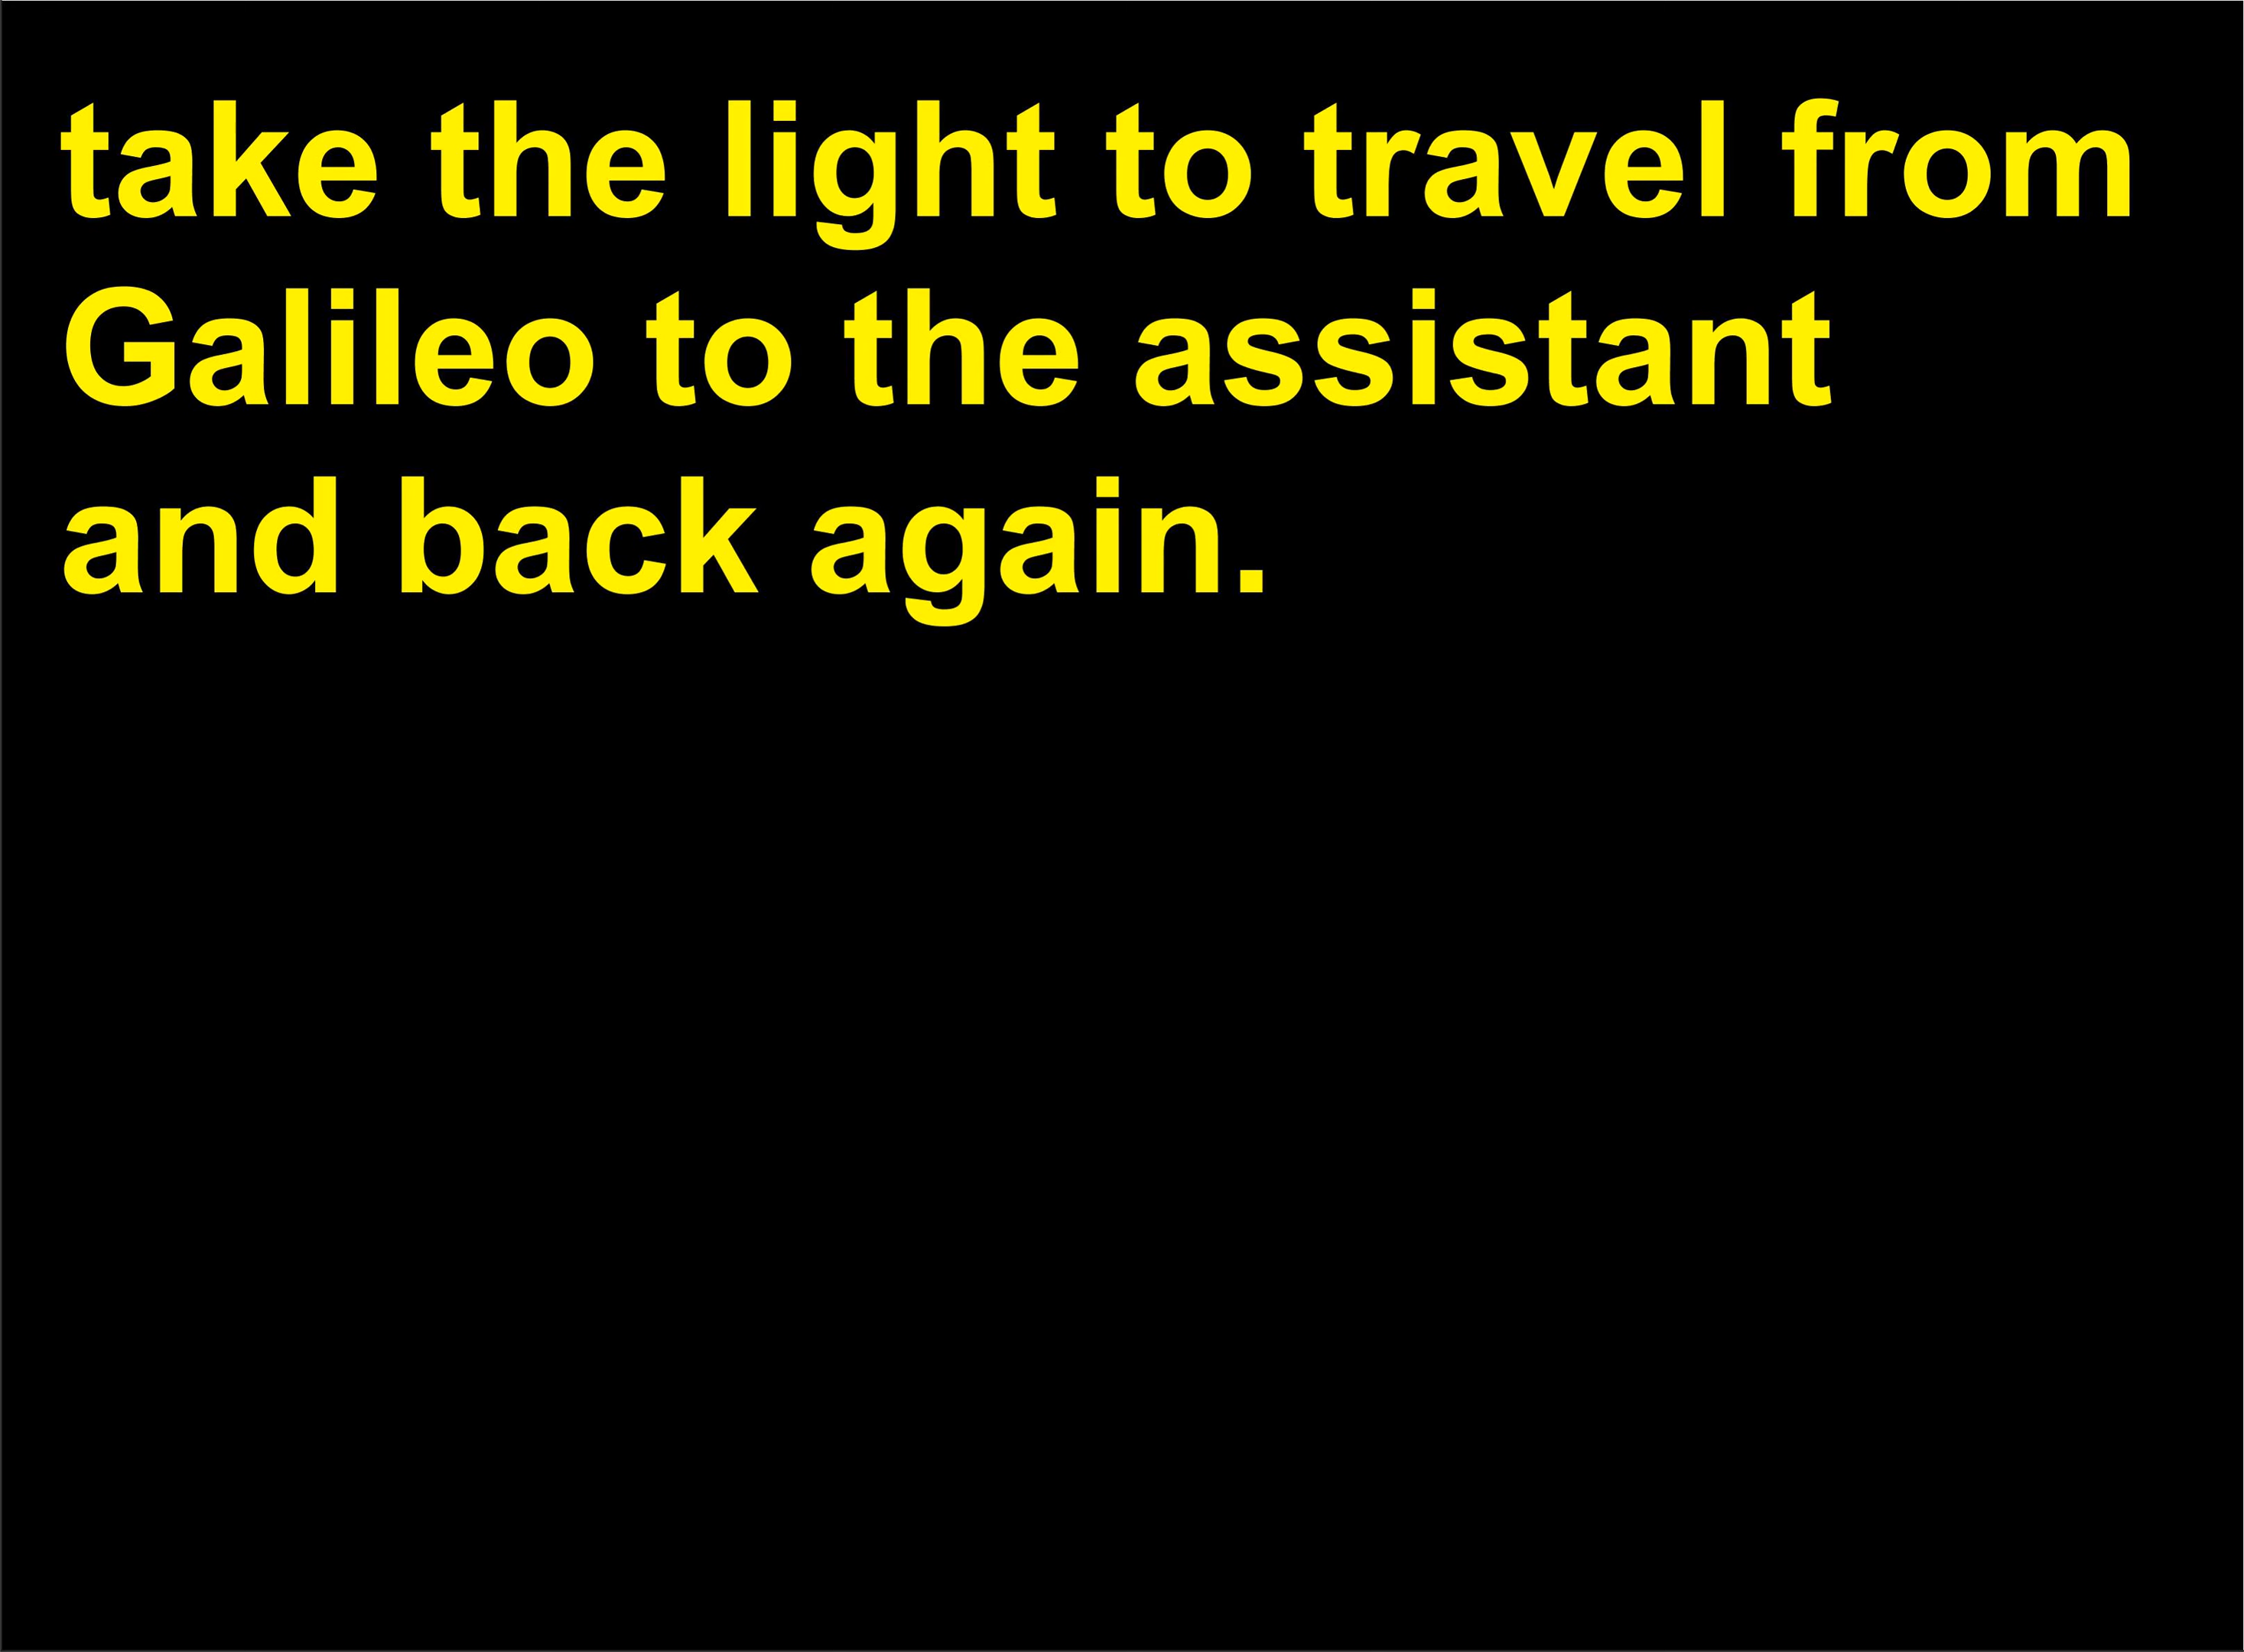 take the light to travel from
Galileo to the assistant
and back again.